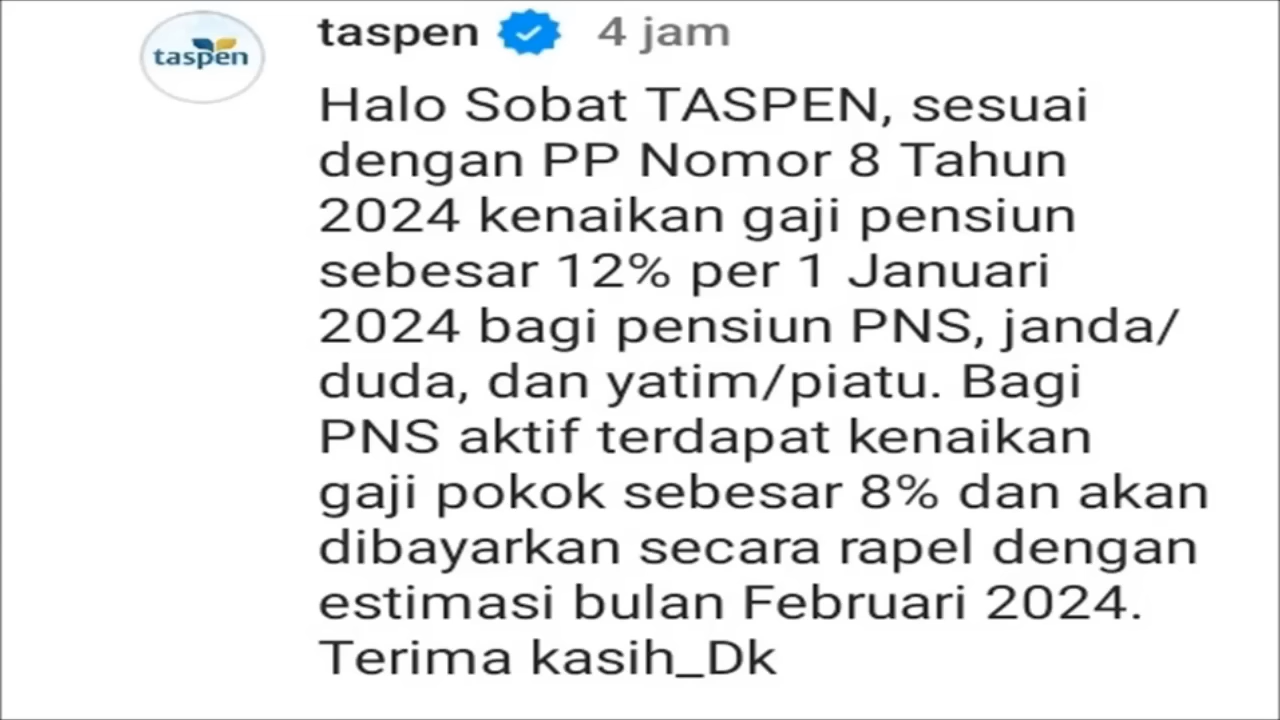 taspen
taspen 4 jam
Halo Sobat TASPEN, sesuai
dengan PP Nomor 8 Tahun
2024 kenaikan gaji pensiun
sebesar 12% per 1 Januari
2024 bagi pensiun PNS, janda/
duda, dan yatim/piatu. Bagi
PNS aktif terdapat kenaikan
gaji pokok sebesar 8% dan akan
dibayarkan secara rapel dengan
estimasi bulan Februari 2024.
Terima kasih_Dk